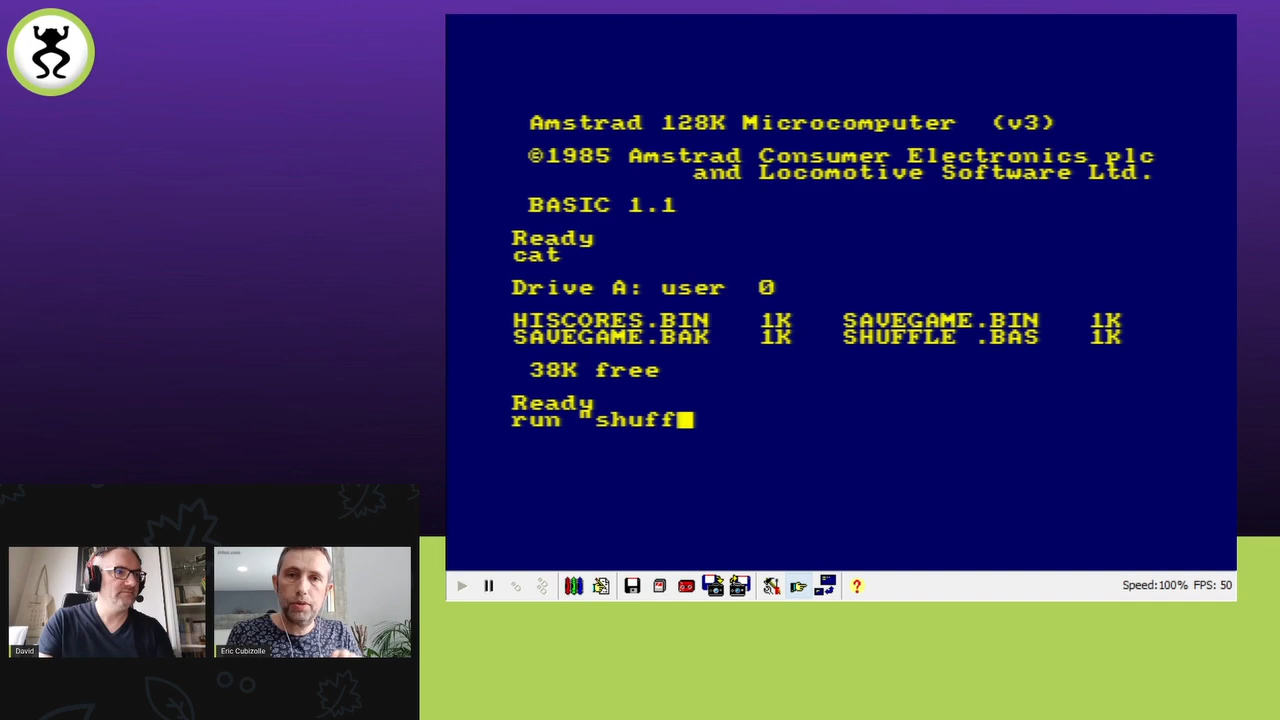 Amstrad 128K Microcomputer (v3)
©1985 Amstrad Consumer Electronics plc
and Locomotive Software Ltd.
BASIC 1.1
Ready
cat
Drive A: user 0
HISCORES.BIN 1K SAVEGAME.BIN 1K
SAVEGAME.BAK 1K SHUFFLE .BAS 1K
38K free
Ready
run "shuff
Speed:100% FPS: 50
David
Eric Cubizolle